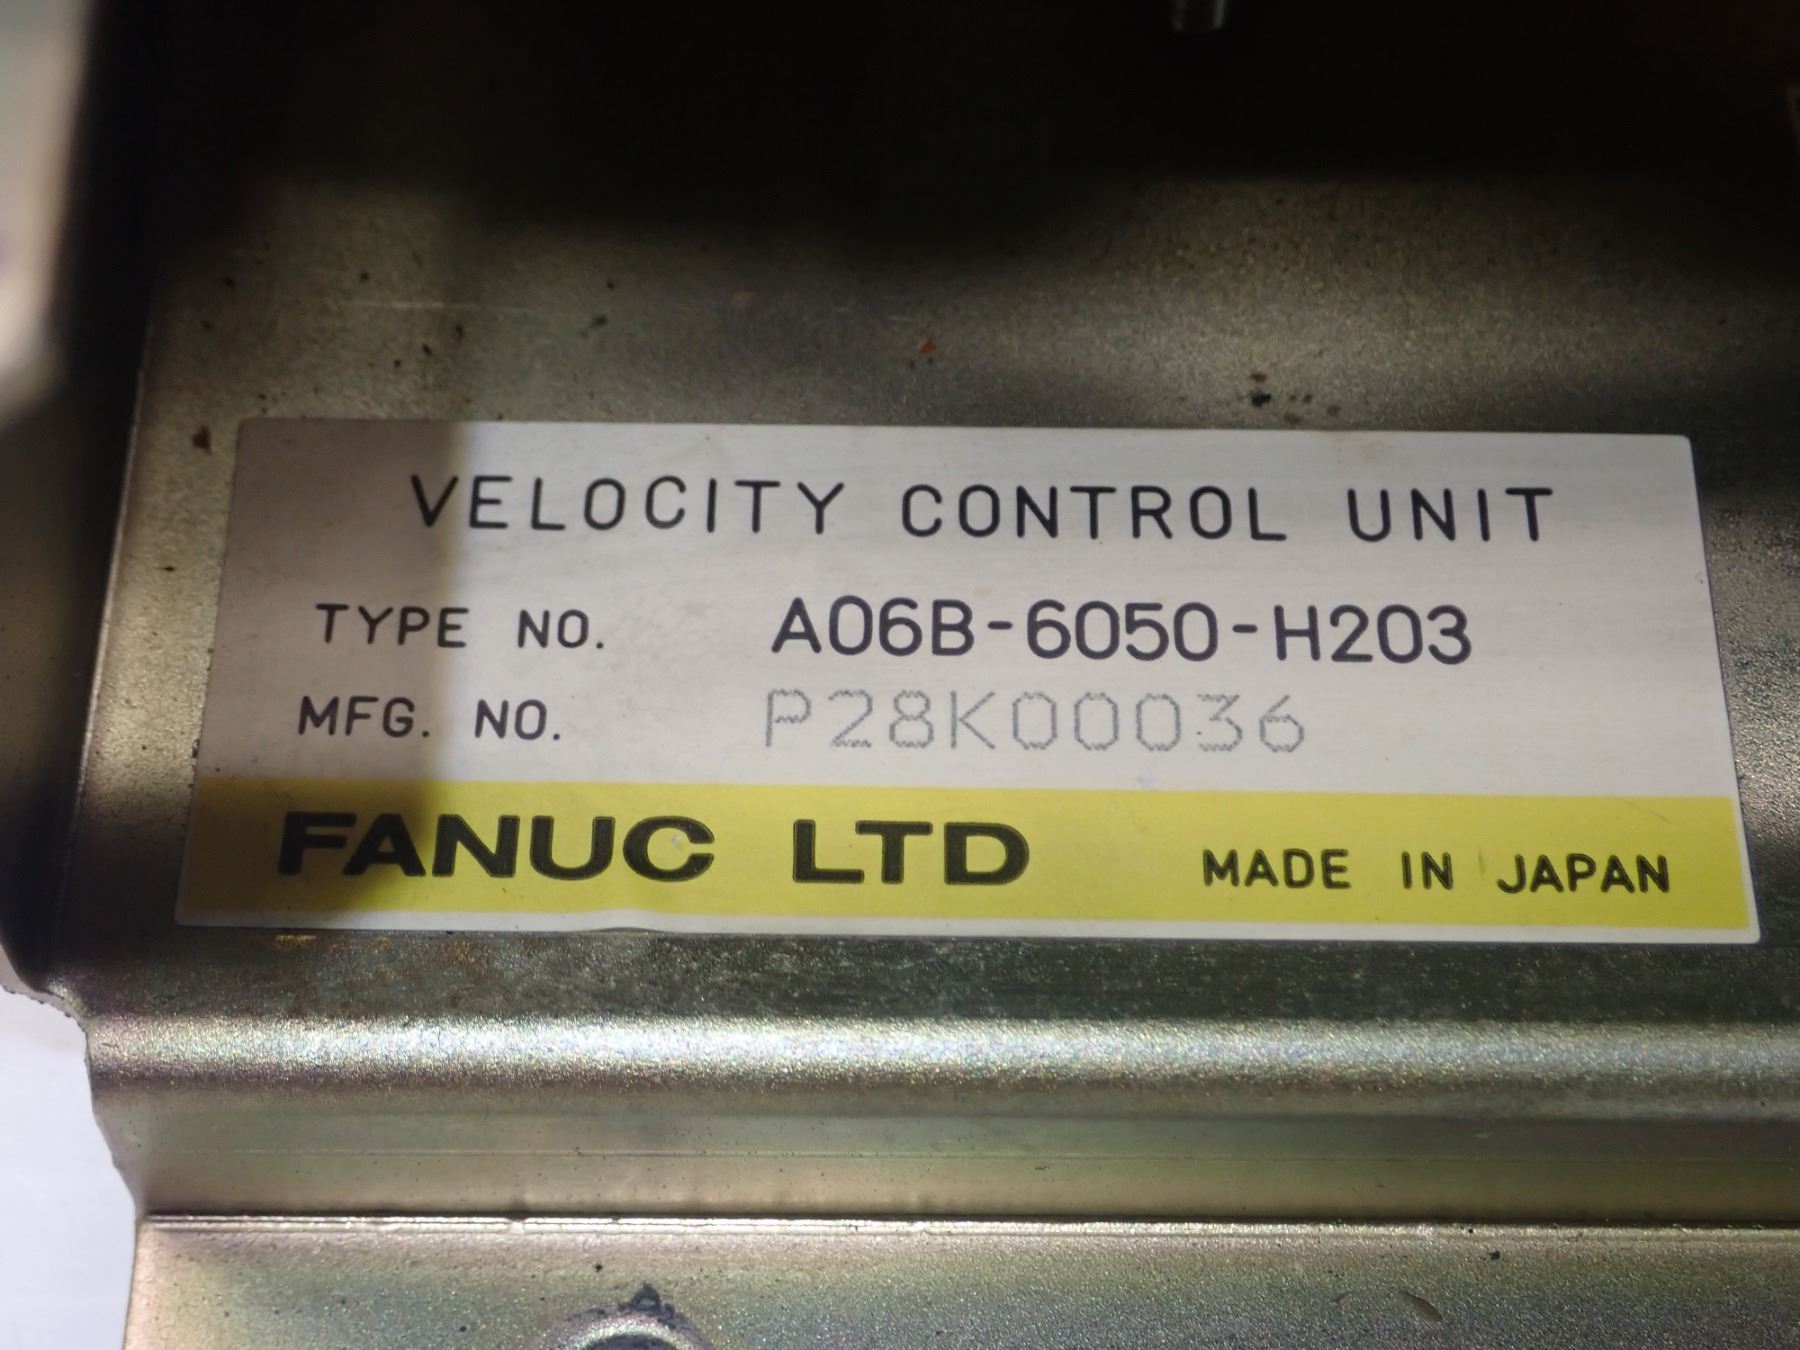 VELOCITY CONTROL UNIT
TYPE NO. A06B-6050-H203
MFG. NO. P28K00036
FANUC LTD MADE IN JAPAN